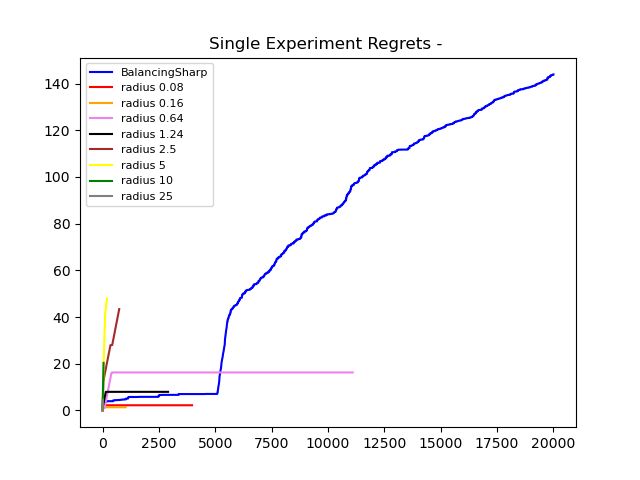 Single Experiment Regrets -
BalancingSharp
radius 0.08
radius 0.16
radius 0.64
radius 1.24
radius 2.5
radius 5
radius 10
radius 25
140
120
100
80
60
40
20
0
0 2500 5000 7500 10000 12500 15000 17500 20000